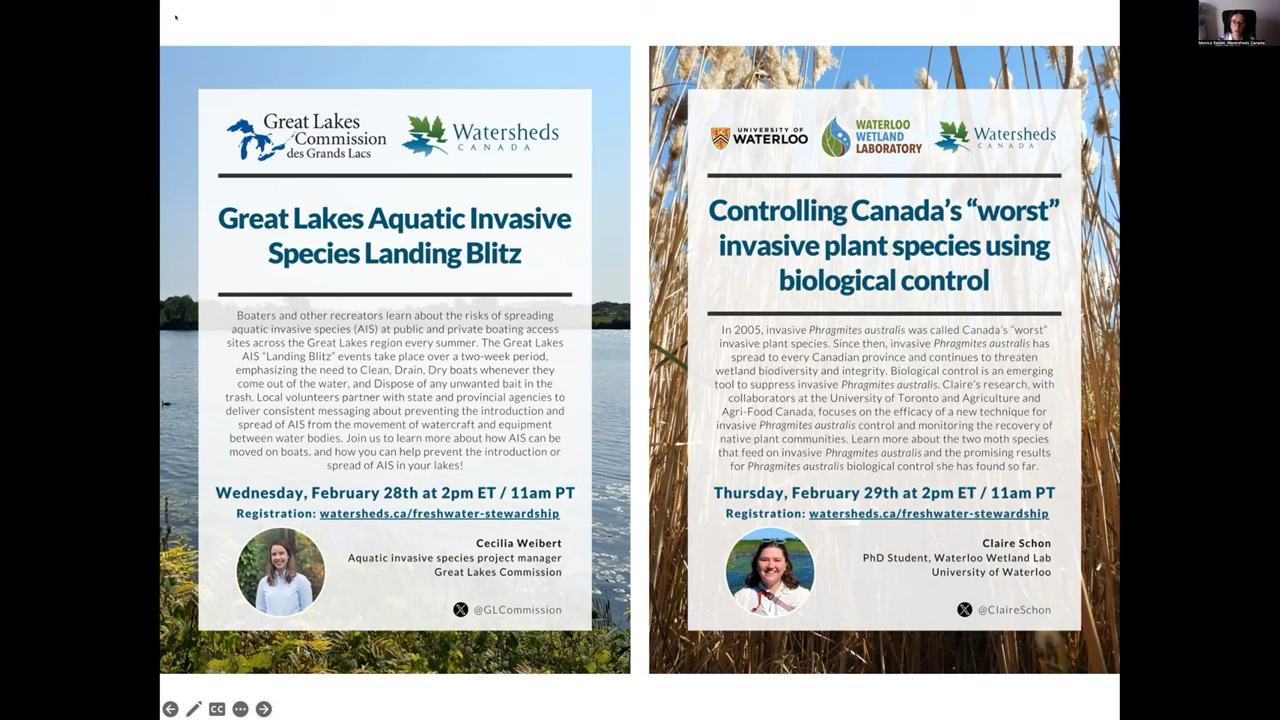 Great Lakes
Commission
des Grands Lacs
Watersheds
CANADA
Great Lakes Aquatic Invasive
Species Landing Blitz
Boaters and other recreators learn about the risks of spreading
aquatic invasive species (AIS) at public and private boating access
sites across the Great Lakes region every summer. The Great Lakes
AIS “Landing Blitz” events take place over a two-week period,
emphasizing the need to Clean, Drain, Dry boats whenever they
come out of the water, and Dispose of any unwanted bait in the
trash. Local volunteers partner with state and provincial agencies to
deliver consistent messaging about preventing the introduction and
spread of AIS from the movement of watercraft and equipment
between water bodies. Join us to learn more about how AIS can be
moved on boats, and how you can help prevent the introduction or
spread of AIS in your lakes!
Wednesday, February 28th at 2pm ET / 11am PT
Registration: watersheds.ca/freshwater-stewardship
Cecilia Weibert
Aquatic invasive species project manager
Great Lakes Commission
@GLCommission
UNIVERSITY OF
WATERLOO
WATERLOO
WETLAND
LABORATORY
Watersheds
CANADA
Controlling Canada’s “worst”
invasive plant species using
biological control
In 2005, invasive Phragmites australis was called Canada’s “worst”
invasive plant species. Since then, invasive Phragmites australis has
spread to every Canadian province and continues to threaten
wetland biodiversity and integrity. Biological control is an emerging
tool to suppress invasive Phragmites australis. Claire’s research, with
collaborators at the University of Toronto and Agriculture and
Agri-Food Canada, focuses on the efficacy of a new technique for
invasive Phragmites australis control and monitoring the recovery of
native plant communities. Learn more about the two moth species
that feed on invasive Phragmites australis and the promising results
for Phragmites australis biological control she has found so far.
Thursday, February 29th at 2pm ET / 11am PT
Registration: watersheds.ca/freshwater-stewardship
Claire Schon
PhD Student, Waterloo Wetland Lab
University of Waterloo
@ClaireSchon
Monica Seidel, Watersheds Canada
CC